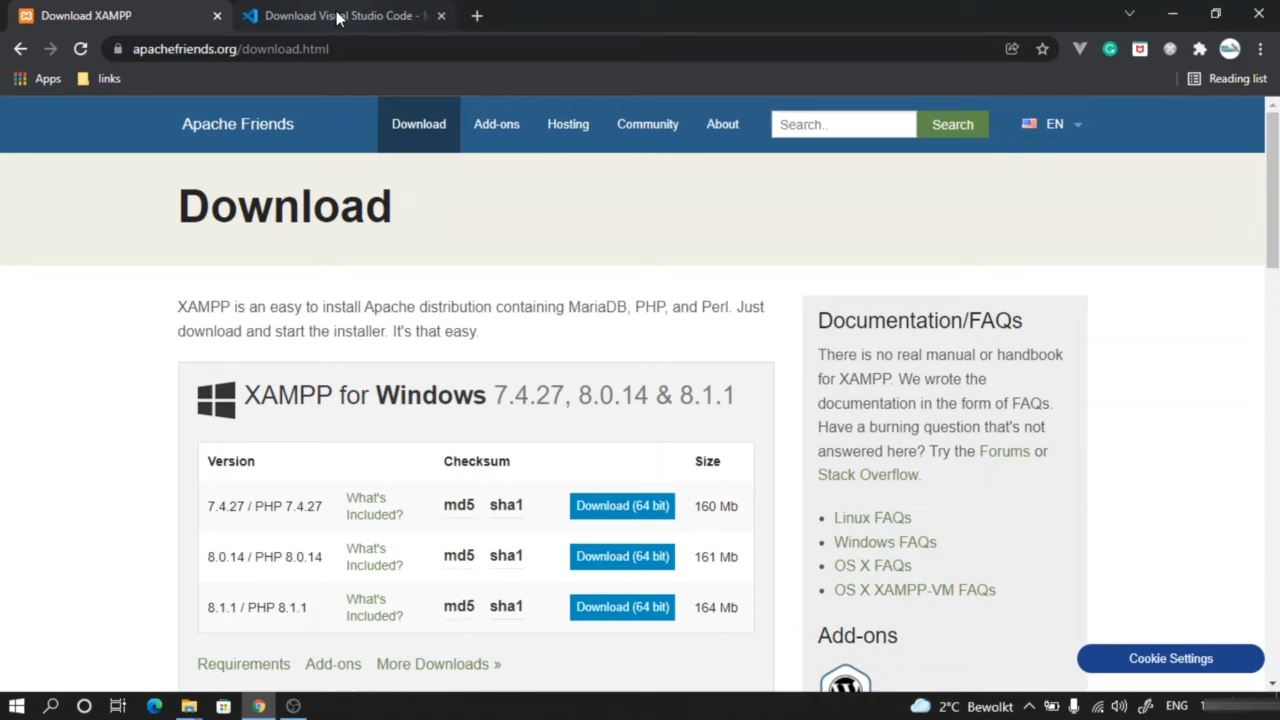 Download XAMPP
Download Visual Studio Code -
apachefriends.org/download.html
Apps
links
Reading list
Apache Friends
Download
Add-ons
Hosting
Community
About
Search..
Search
EN
Download
XAMPP is an easy to install Apache distribution containing MariaDB, PHP, and Perl. Just
download and start the installer. It's that easy.
XAMPP for Windows 7.4.27, 8.0.14 & 8.1.1
Version Checksum Size
7.4.27 / PHP 7.4.27 What's Included? md5 sha1 Download (64 bit) 160 Mb
8.0.14 / PHP 8.0.14 What's Included? md5 sha1 Download (64 bit) 161 Mb
8.1.1 / PHP 8.1.1 What's Included? md5 sha1 Download (64 bit) 164 Mb
Requirements Add-ons More Downloads »
Documentation/FAQs
There is no real manual or handbook
for XAMPP. We wrote the
documentation in the form of FAQs.
Have a burning question that's not
answered here? Try the Forums or
Stack Overflow.
Linux FAQs
Windows FAQs
OS X FAQs
OS X XAMPP-VM FAQs
Add-ons
Cookie Settings
2°C Bewolkt
ENG